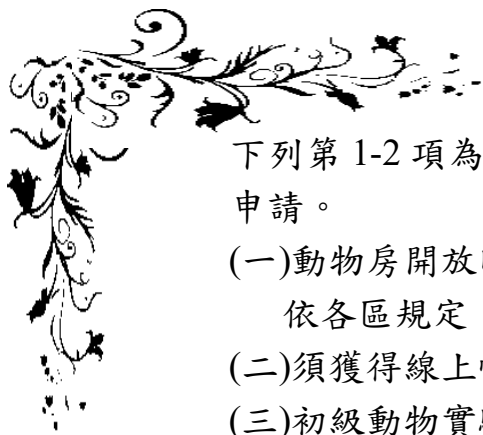 下列第 1-2 項為
申請。
(一)動物房開放
依各區規定
(二)須獲得線上
(三)初級動物實